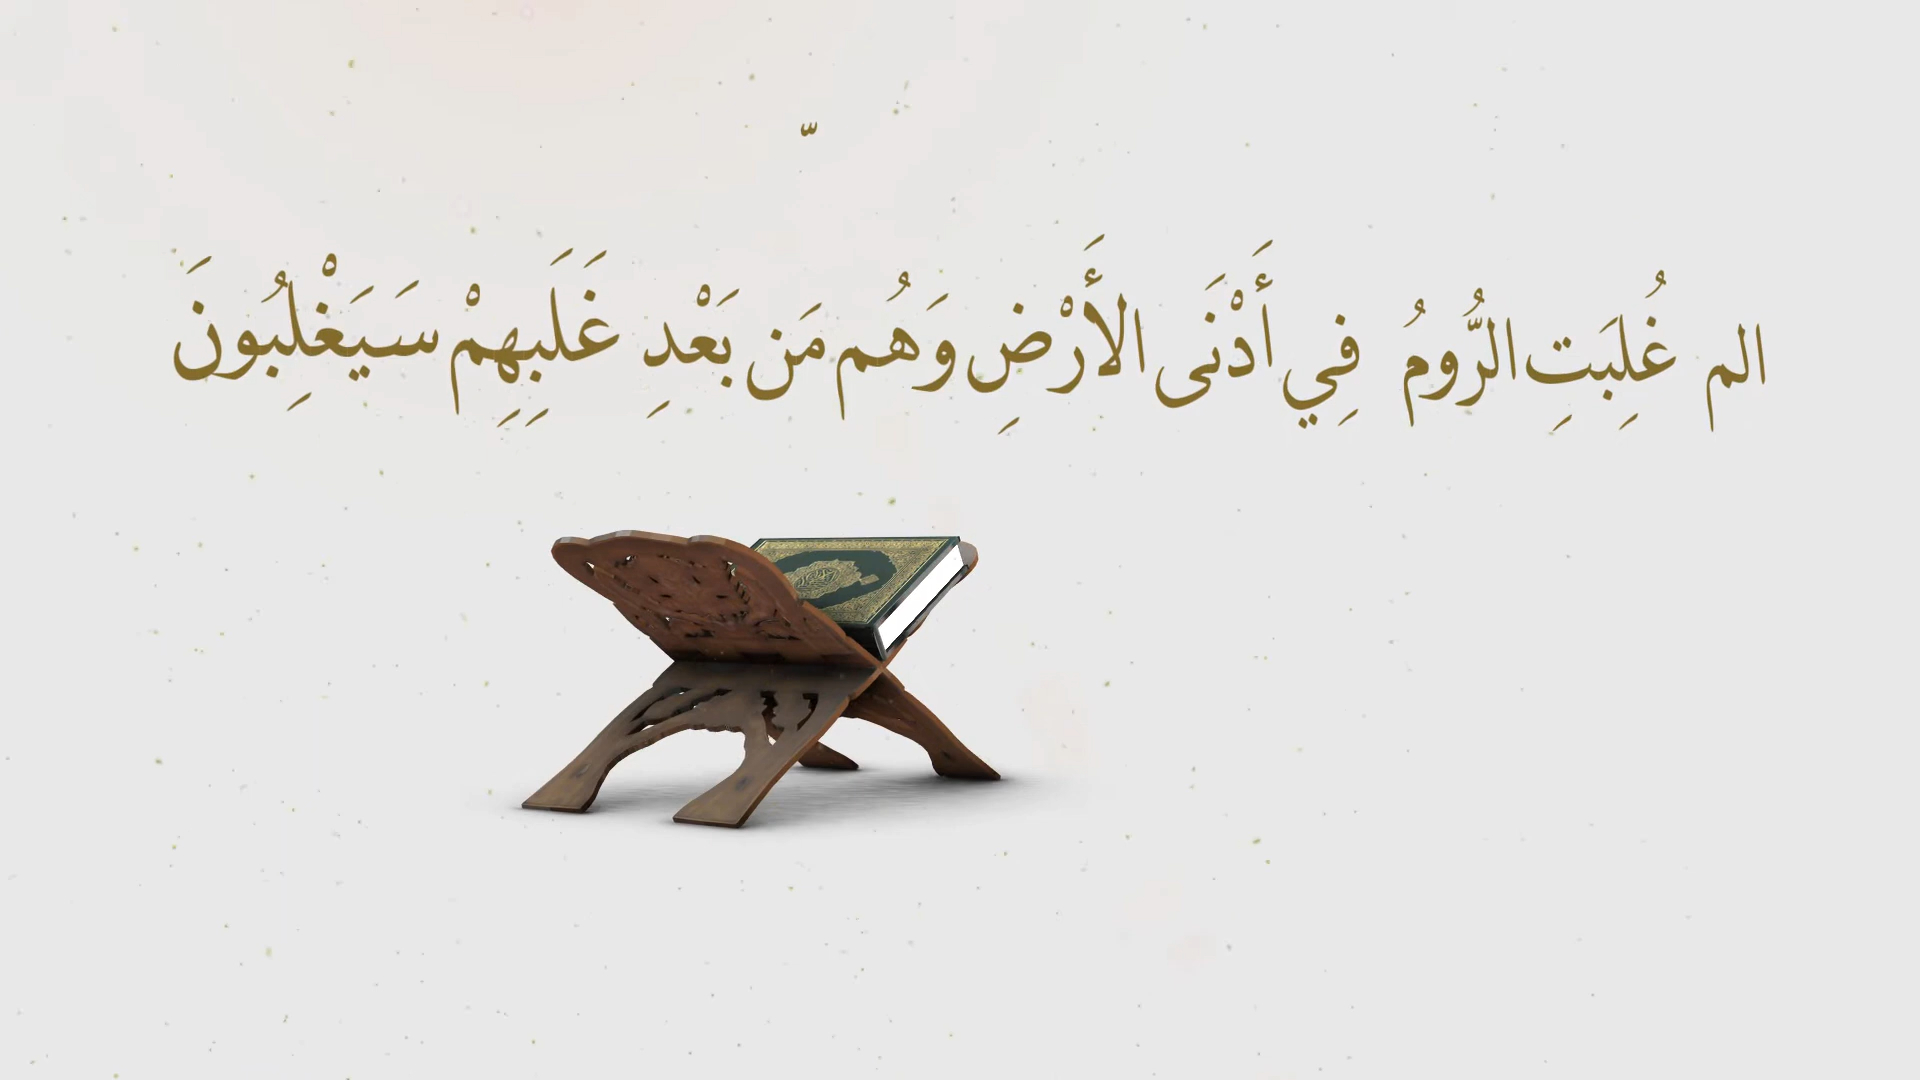 الم غُلِبَتِ الرُّومُ فِي أَدْنَى الأَرْضِ وَهُم مَن بَعْدِ غَلَبِهِمْ سَيَغْلِبُونَ